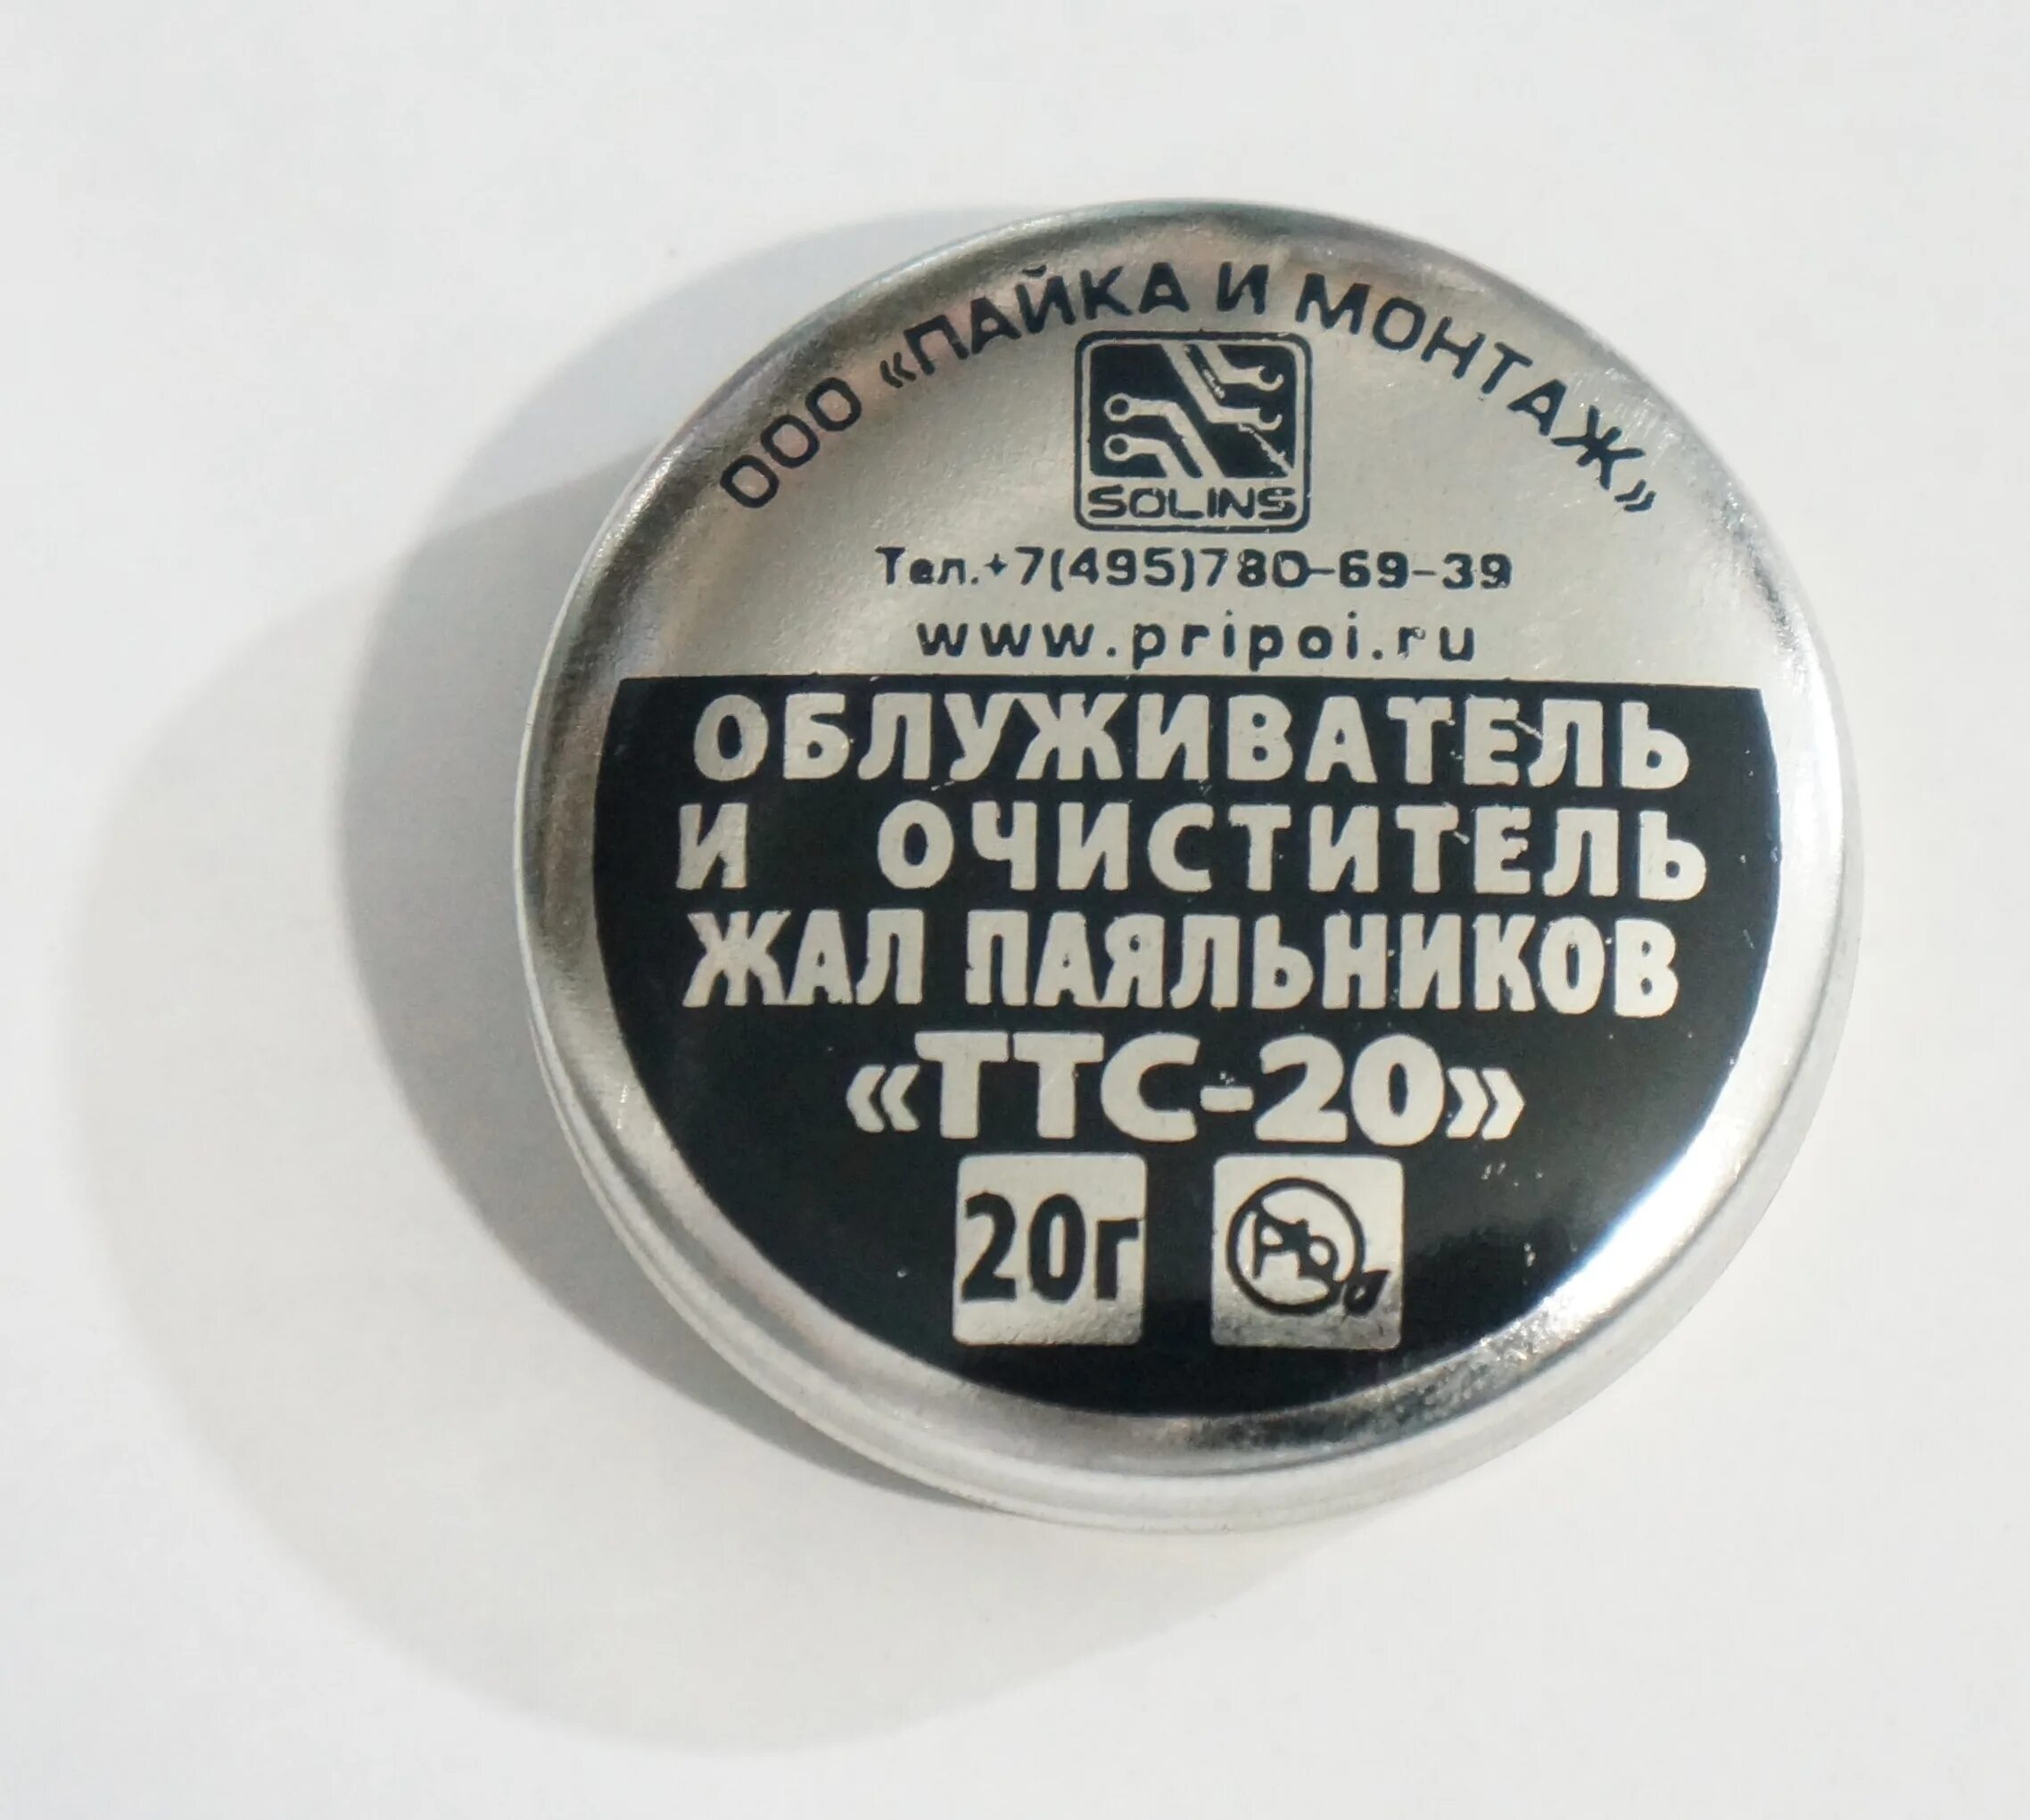 ООО «ПАЙКА И МОНТАЖ»
SOLINS
Тел.+7(495)780-69-39
www.pripoi.ru
ОБЛУЖИВАТЕЛЬ
И ОЧИСТИТЕЛЬ
ЖАЛ ПАЯЛЬНИКОВ
«ТТС-20»
20г Pb